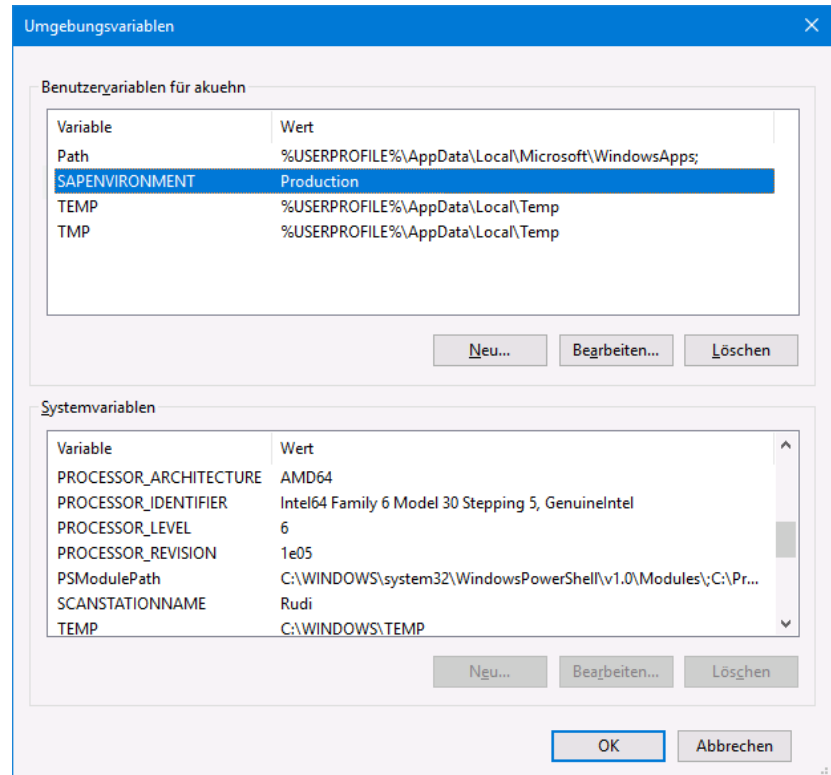 Umgebungsvariablen
Benutzervariablen für akuehn
Variable Wert
Path %USERPROFILE%\AppData\Local\Microsoft\WindowsApps;
SAPENVIRONMENT Production
TEMP %USERPROFILE%\AppData\Local\Temp
TMP %USERPROFILE%\AppData\Local\Temp
Neu... Bearbeiten... Löschen
Systemvariablen
Variable Wert
PROCESSOR_ARCHITECTURE AMD64
PROCESSOR_IDENTIFIER Intel64 Family 6 Model 30 Stepping 5, GenuineIntel
PROCESSOR_LEVEL 6
PROCESSOR_REVISION 1e05
PSModulePath C:\WINDOWS\system32\WindowsPowerShell\v1.0\Modules\;C:\Pr...
SCANSTATIONNAME Rudi
TEMP C:\WINDOWS\TEMP
Neu... Bearbeiten... Löschen
OK Abbrechen